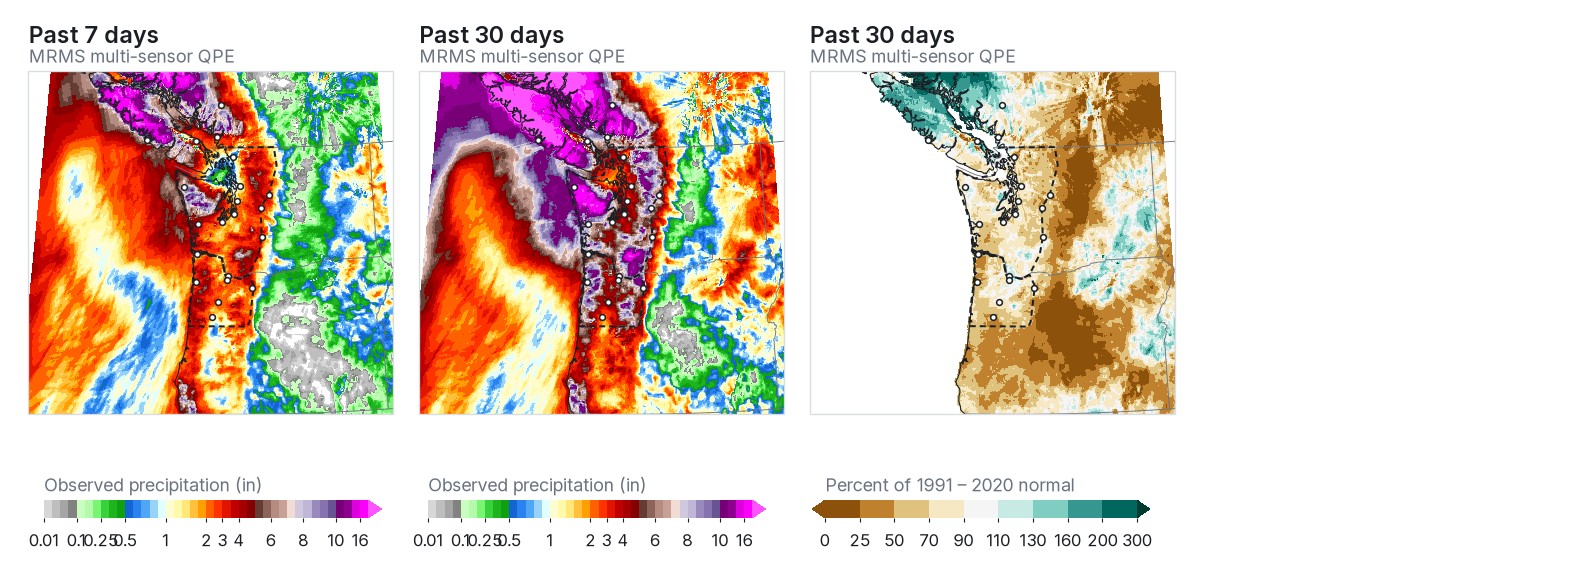 Past 7 days
MRMS multi-sensor QPE
Past 30 days
MRMS multi-sensor QPE
Past 30 days
MRMS multi-sensor QPE
Observed precipitation (in)
0.01 0.1 0.25 0.5 1 2 3 4 6 8 10 16
Observed precipitation (in)
0.01 0.1 0.25 0.5 1 2 3 4 6 8 10 16
Percent of 1991 – 2020 normal
0 25 50 70 90 110 130 160 200 300